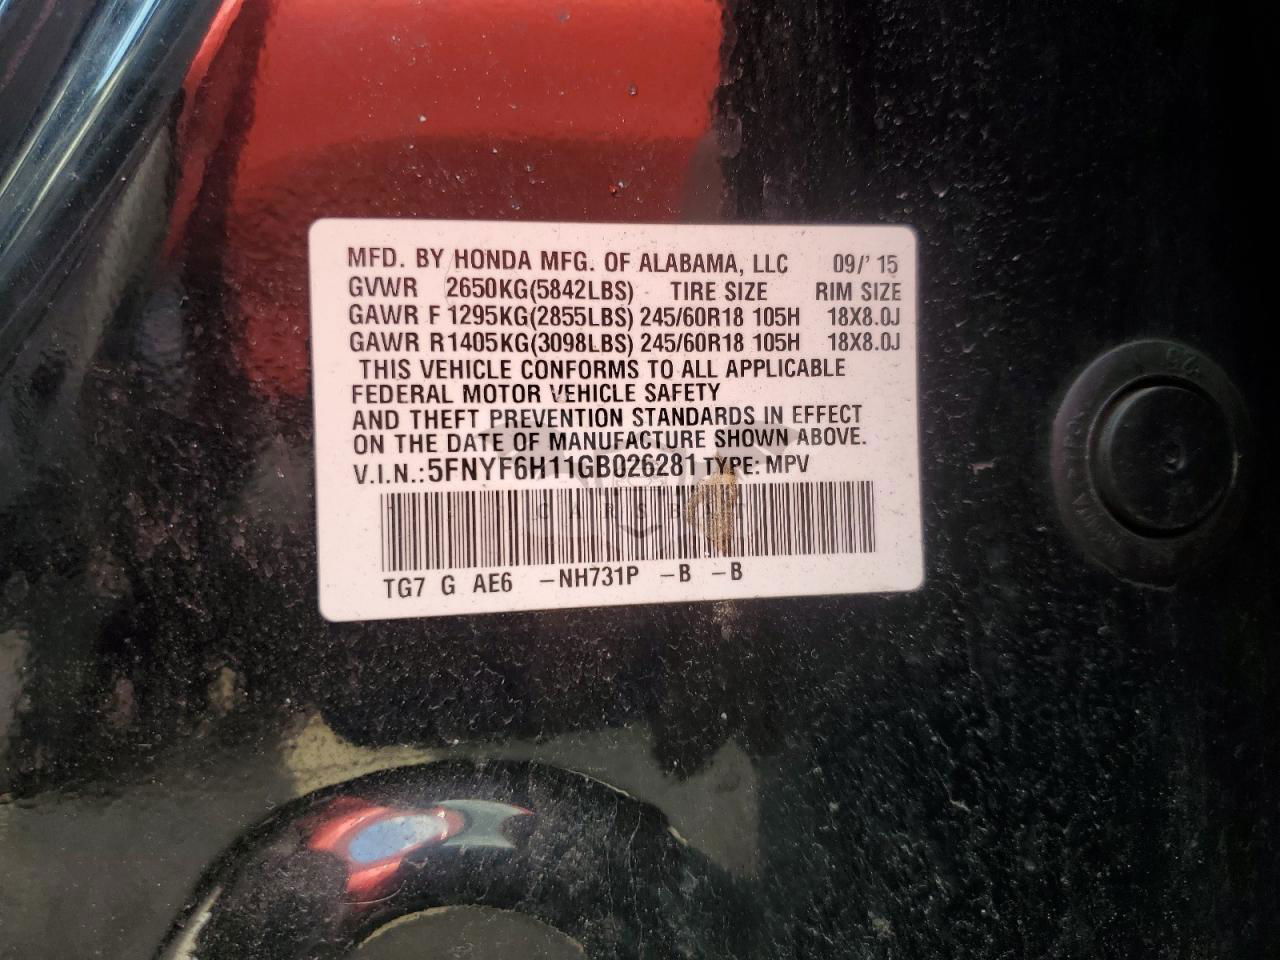 MFD. BY HONDA MFG. OF ALABAMA, LLC 09/' 15
GVWR 2650KG(5842LBS) TIRE SIZE RIM SIZE
GAWR F 1295KG(2855LBS) 245/60R18 105H 18X8.0J
GAWR R1405KG(3098LBS) 245/60R18 105H 18X8.0J
THIS VEHICLE CONFORMS TO ALL APPLICABLE
FEDERAL MOTOR VEHICLE SAFETY
AND THEFT PREVENTION STANDARDS IN EFFECT
ON THE DATE OF MANUFACTURE SHOWN ABOVE.
V.I.N.: 5FNYF6H11GB026281 TYPE: MPV
CARSBIT
TG7 G AE6 -NH731P -B -B